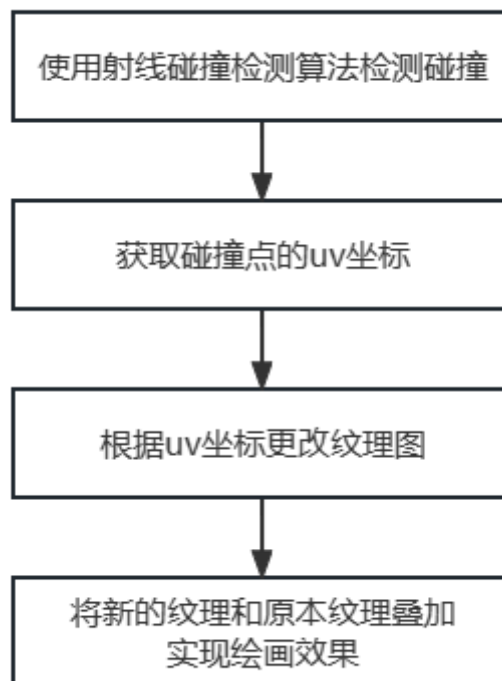 使用射线碰撞检测算法检测碰撞
获取碰撞点的uv坐标
根据uv坐标更改纹理图
将新的纹理和原本纹理叠加
实现绘画效果